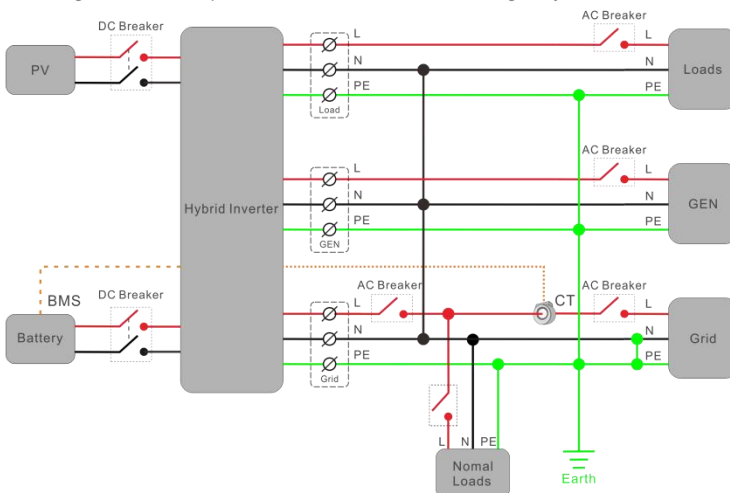 DC Breaker
AC Breaker
L
L
PV
N
N
Loads
PE
PE
Load
AC Breaker
L
L
Hybrid Inverter
N
N
GEN
PE
PE
GEN
BMS
DC Breaker
AC Breaker
CT
AC Breaker
L
L
Battery
N
N
Grid
PE
PE
Grid
L N PE
Nomal
Loads
Earth